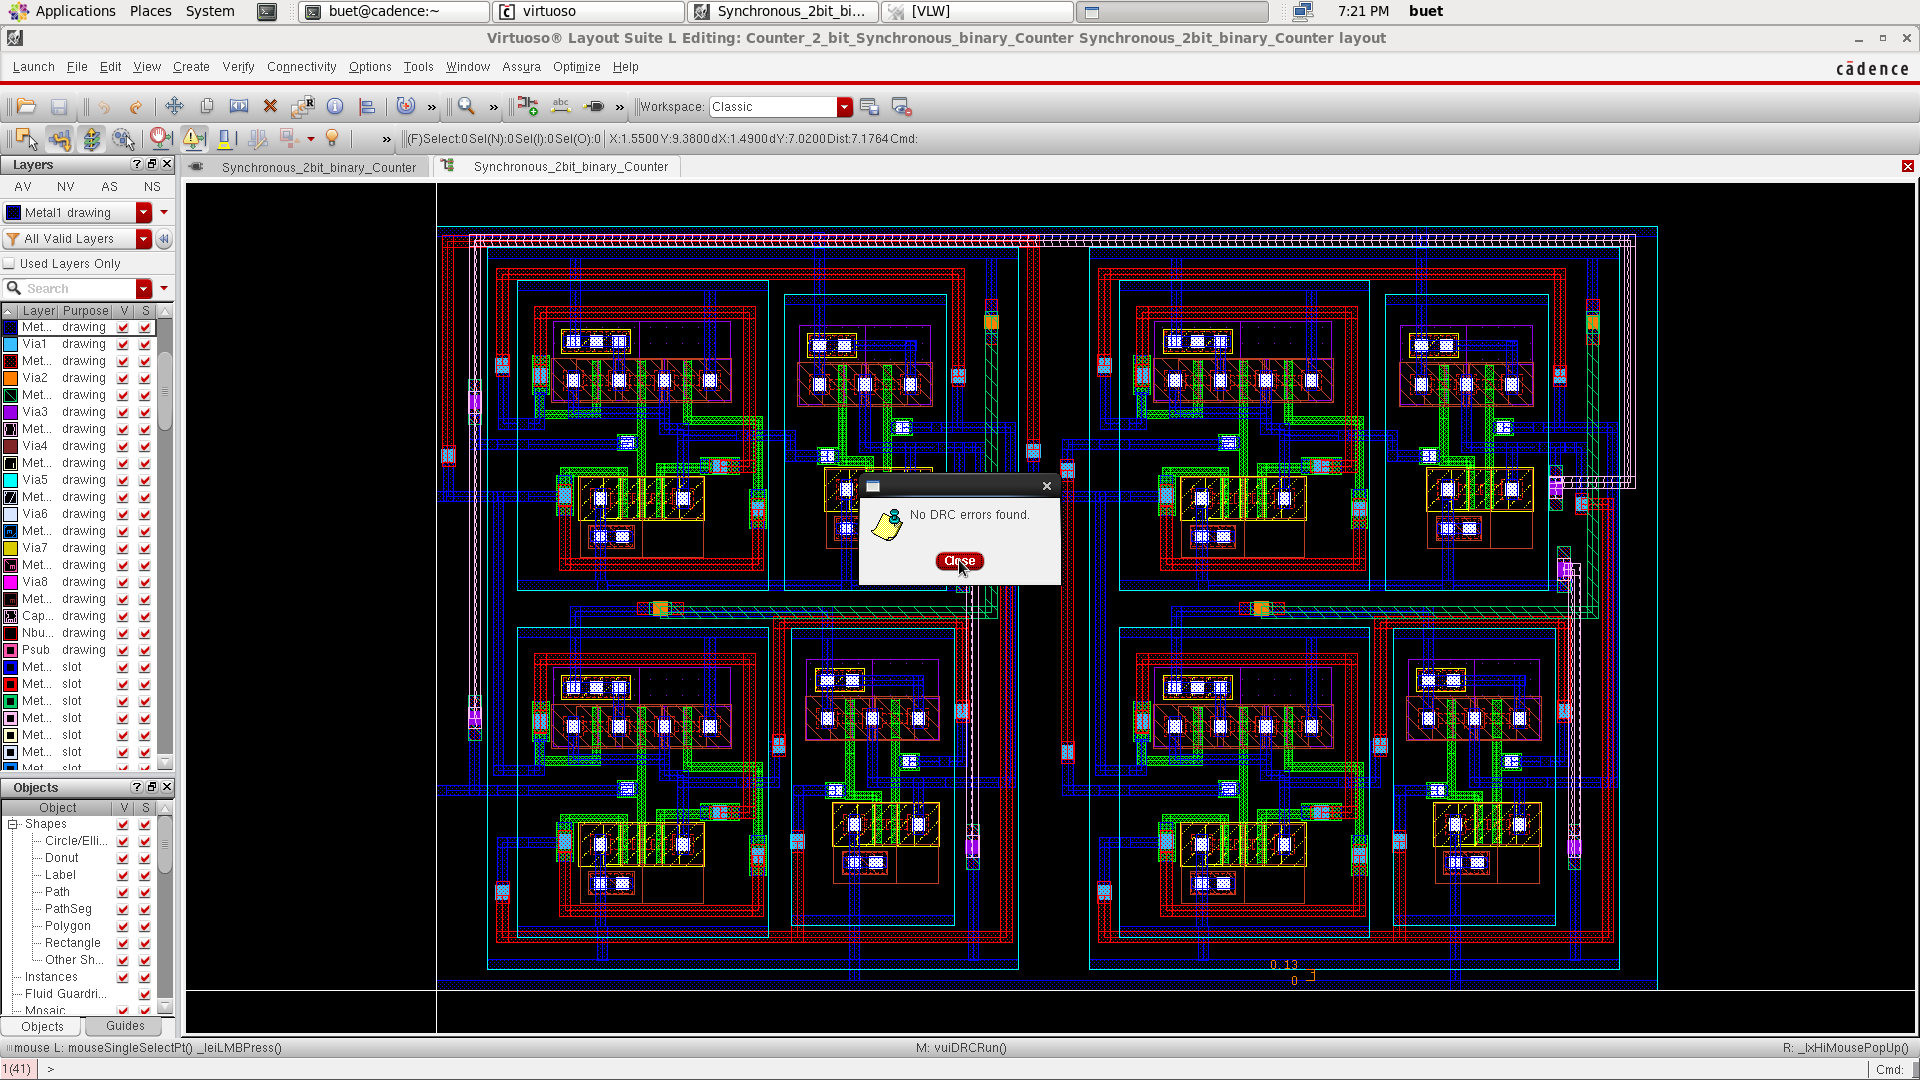 Applications Places System buet@cadence:~ virtuoso Synchronous_2bit_bi... [VLW] 7:21 PM buet
Virtuoso® Layout Suite L Editing: Counter_2_bit_Synchronous_binary_Counter Synchronous_2bit_binary_Counter layout
Launch File Edit View Create Verify Connectivity Options Tools Window Assura Optimize Help
cādence
Workspace: Classic
(F)Select:0 Sel(N):0 Sel(I):0 Sel(O):0 X:1.5500 Y:9.3800 dX:1.4900 dY:7.0200 Dist:7.1764 Cmd:
Layers
Synchronous_2bit_binary_Counter Synchronous_2bit_binary_Counter
AV NV AS NS
Metal1 drawing
All Valid Layers
Used Layers Only
Search
Layer Purpose V S
Met... drawing
Via1 drawing
Met... drawing
Via2 drawing
Met... drawing
Via3 drawing
Met... drawing
Via4 drawing
Met... drawing
Via5 drawing
Met... drawing
Via6 drawing
Met... drawing
Via7 drawing
Met... drawing
Via8 drawing
Met... drawing
Cap... drawing
Nbu... drawing
Psub drawing
Met... slot
Met... slot
Met... slot
Met... slot
Met... slot
Met... slot
Met... slot
No DRC errors found.
Close
0.13
0
Objects
Object V S
Shapes
Circle/Elli...
Donut
Label
Path
PathSeg
Polygon
Rectangle
Other Sh...
Instances
Fluid Guardri...
Mosaic
Objects Guides
mouse L: mouseSingleSelectPt() _leiLMBPress() M: vuiDRCRun() R: _lxHiMousePopUp()
1(41) > Cmd: